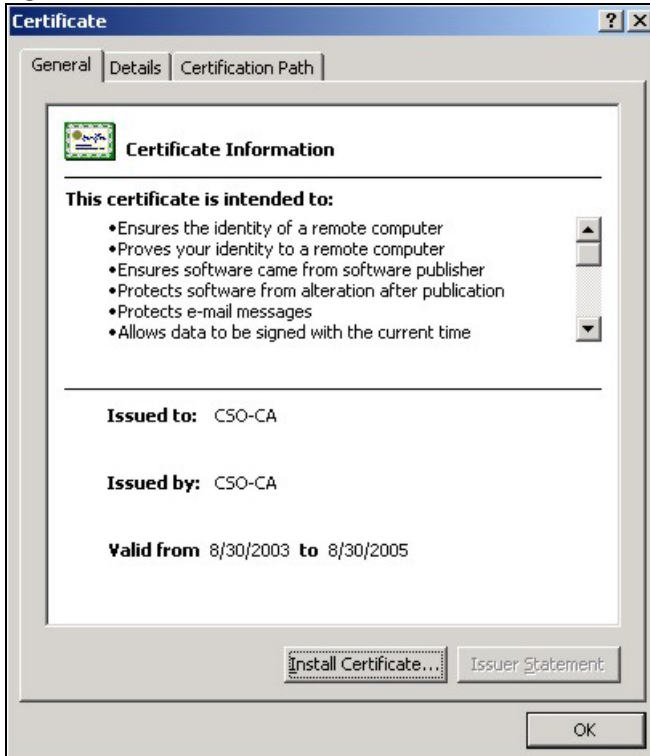 Certificate
General Details Certification Path
Certificate Information
This certificate is intended to:
•Ensures the identity of a remote computer
•Proves your identity to a remote computer
•Ensures software came from software publisher
•Protects software from alteration after publication
•Protects e-mail messages
•Allows data to be signed with the current time
Issued to: CSO-CA
Issued by: CSO-CA
Valid from 8/30/2003 to 8/30/2005
Install Certificate... Issuer Statement
OK